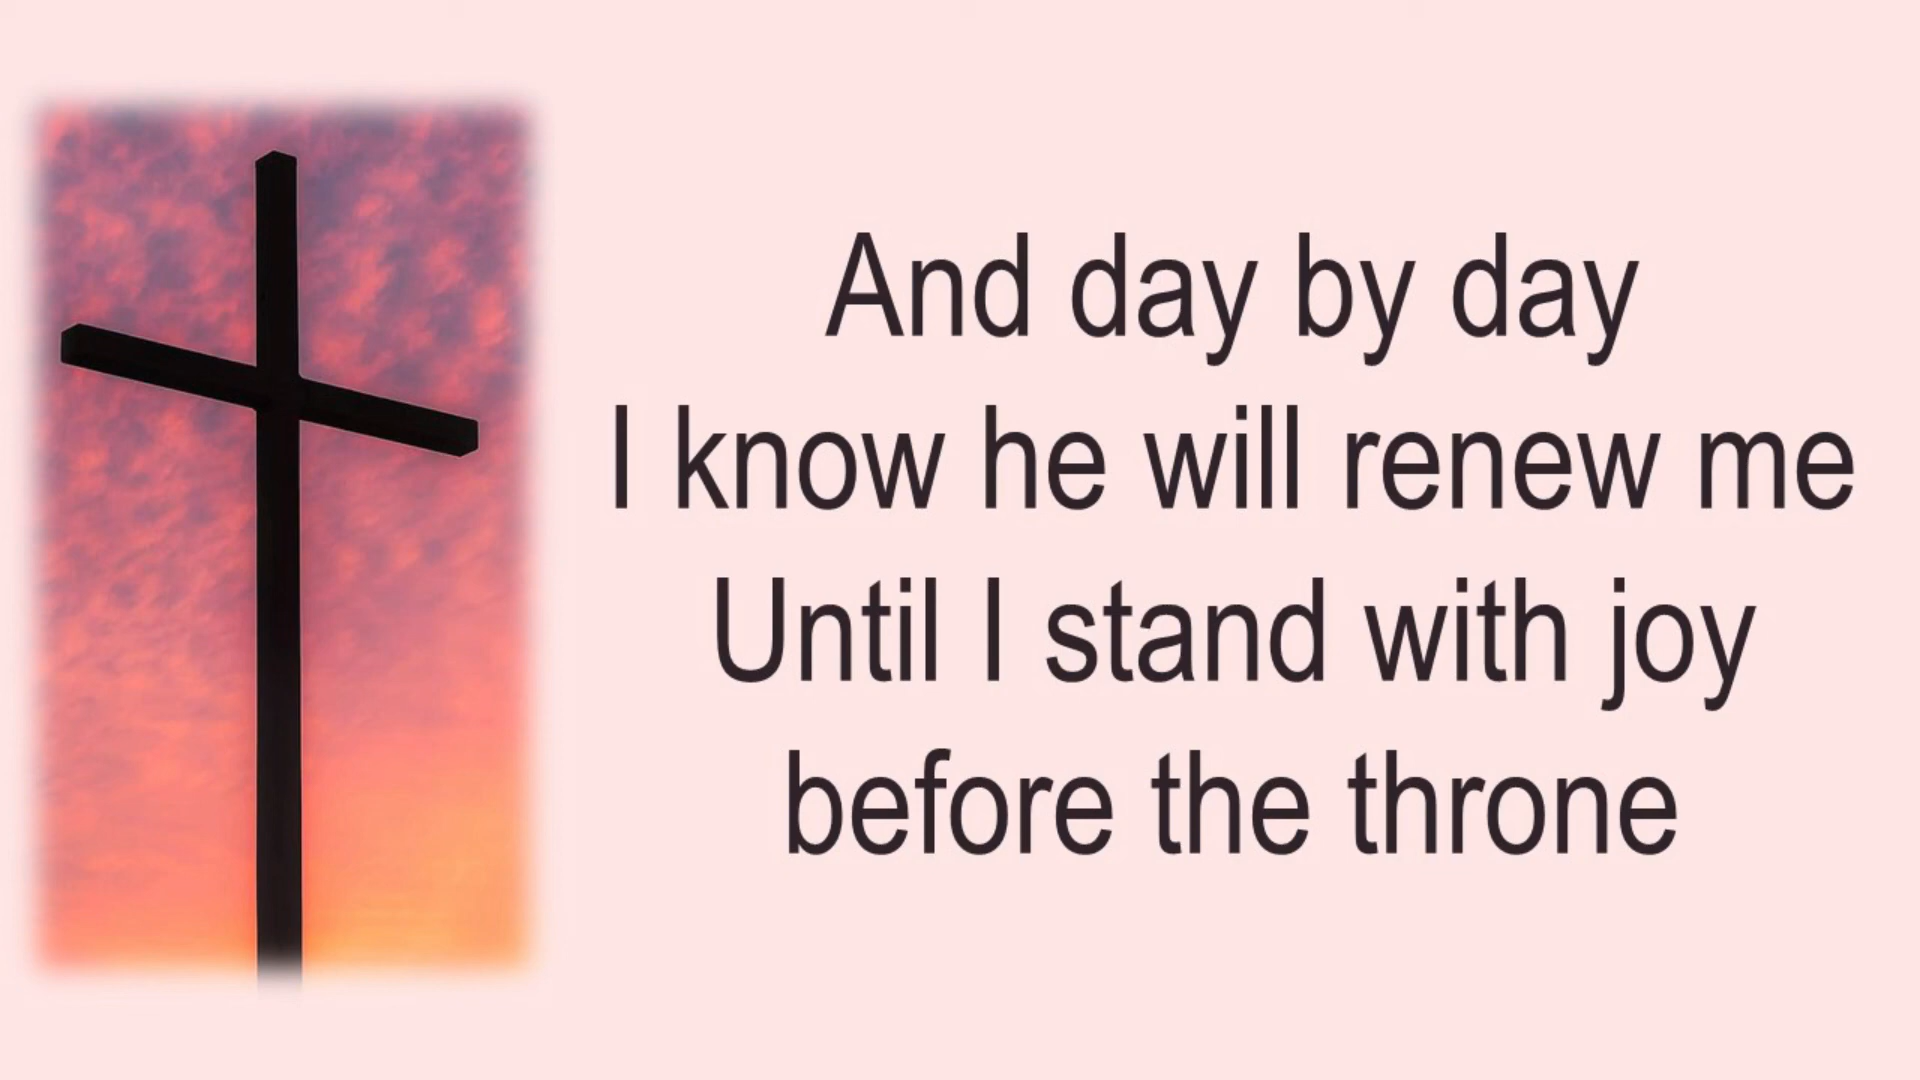 And day by day
I know he will renew me
Until I stand with joy
before the throne